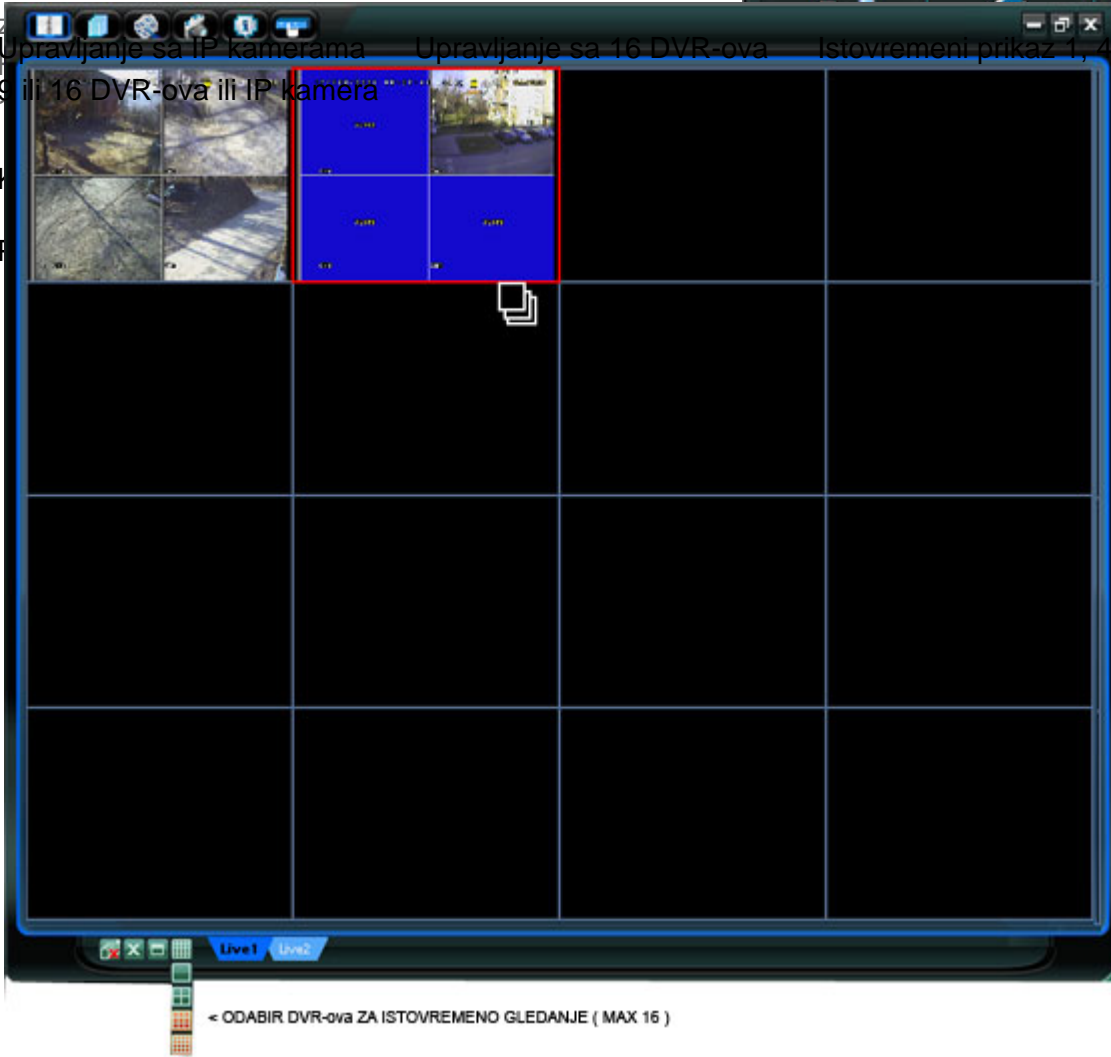 Upravljanje sa IP kamerama Upravljanje sa 16 DVR-ova Istovremeni prikaz 1, 4
9 ili 16 DVR-ova ili IP kamera
Live1 Live2
< ODABIR DVR-ova ZA ISTOVREMENO GLEDANJE ( MAX 16 )